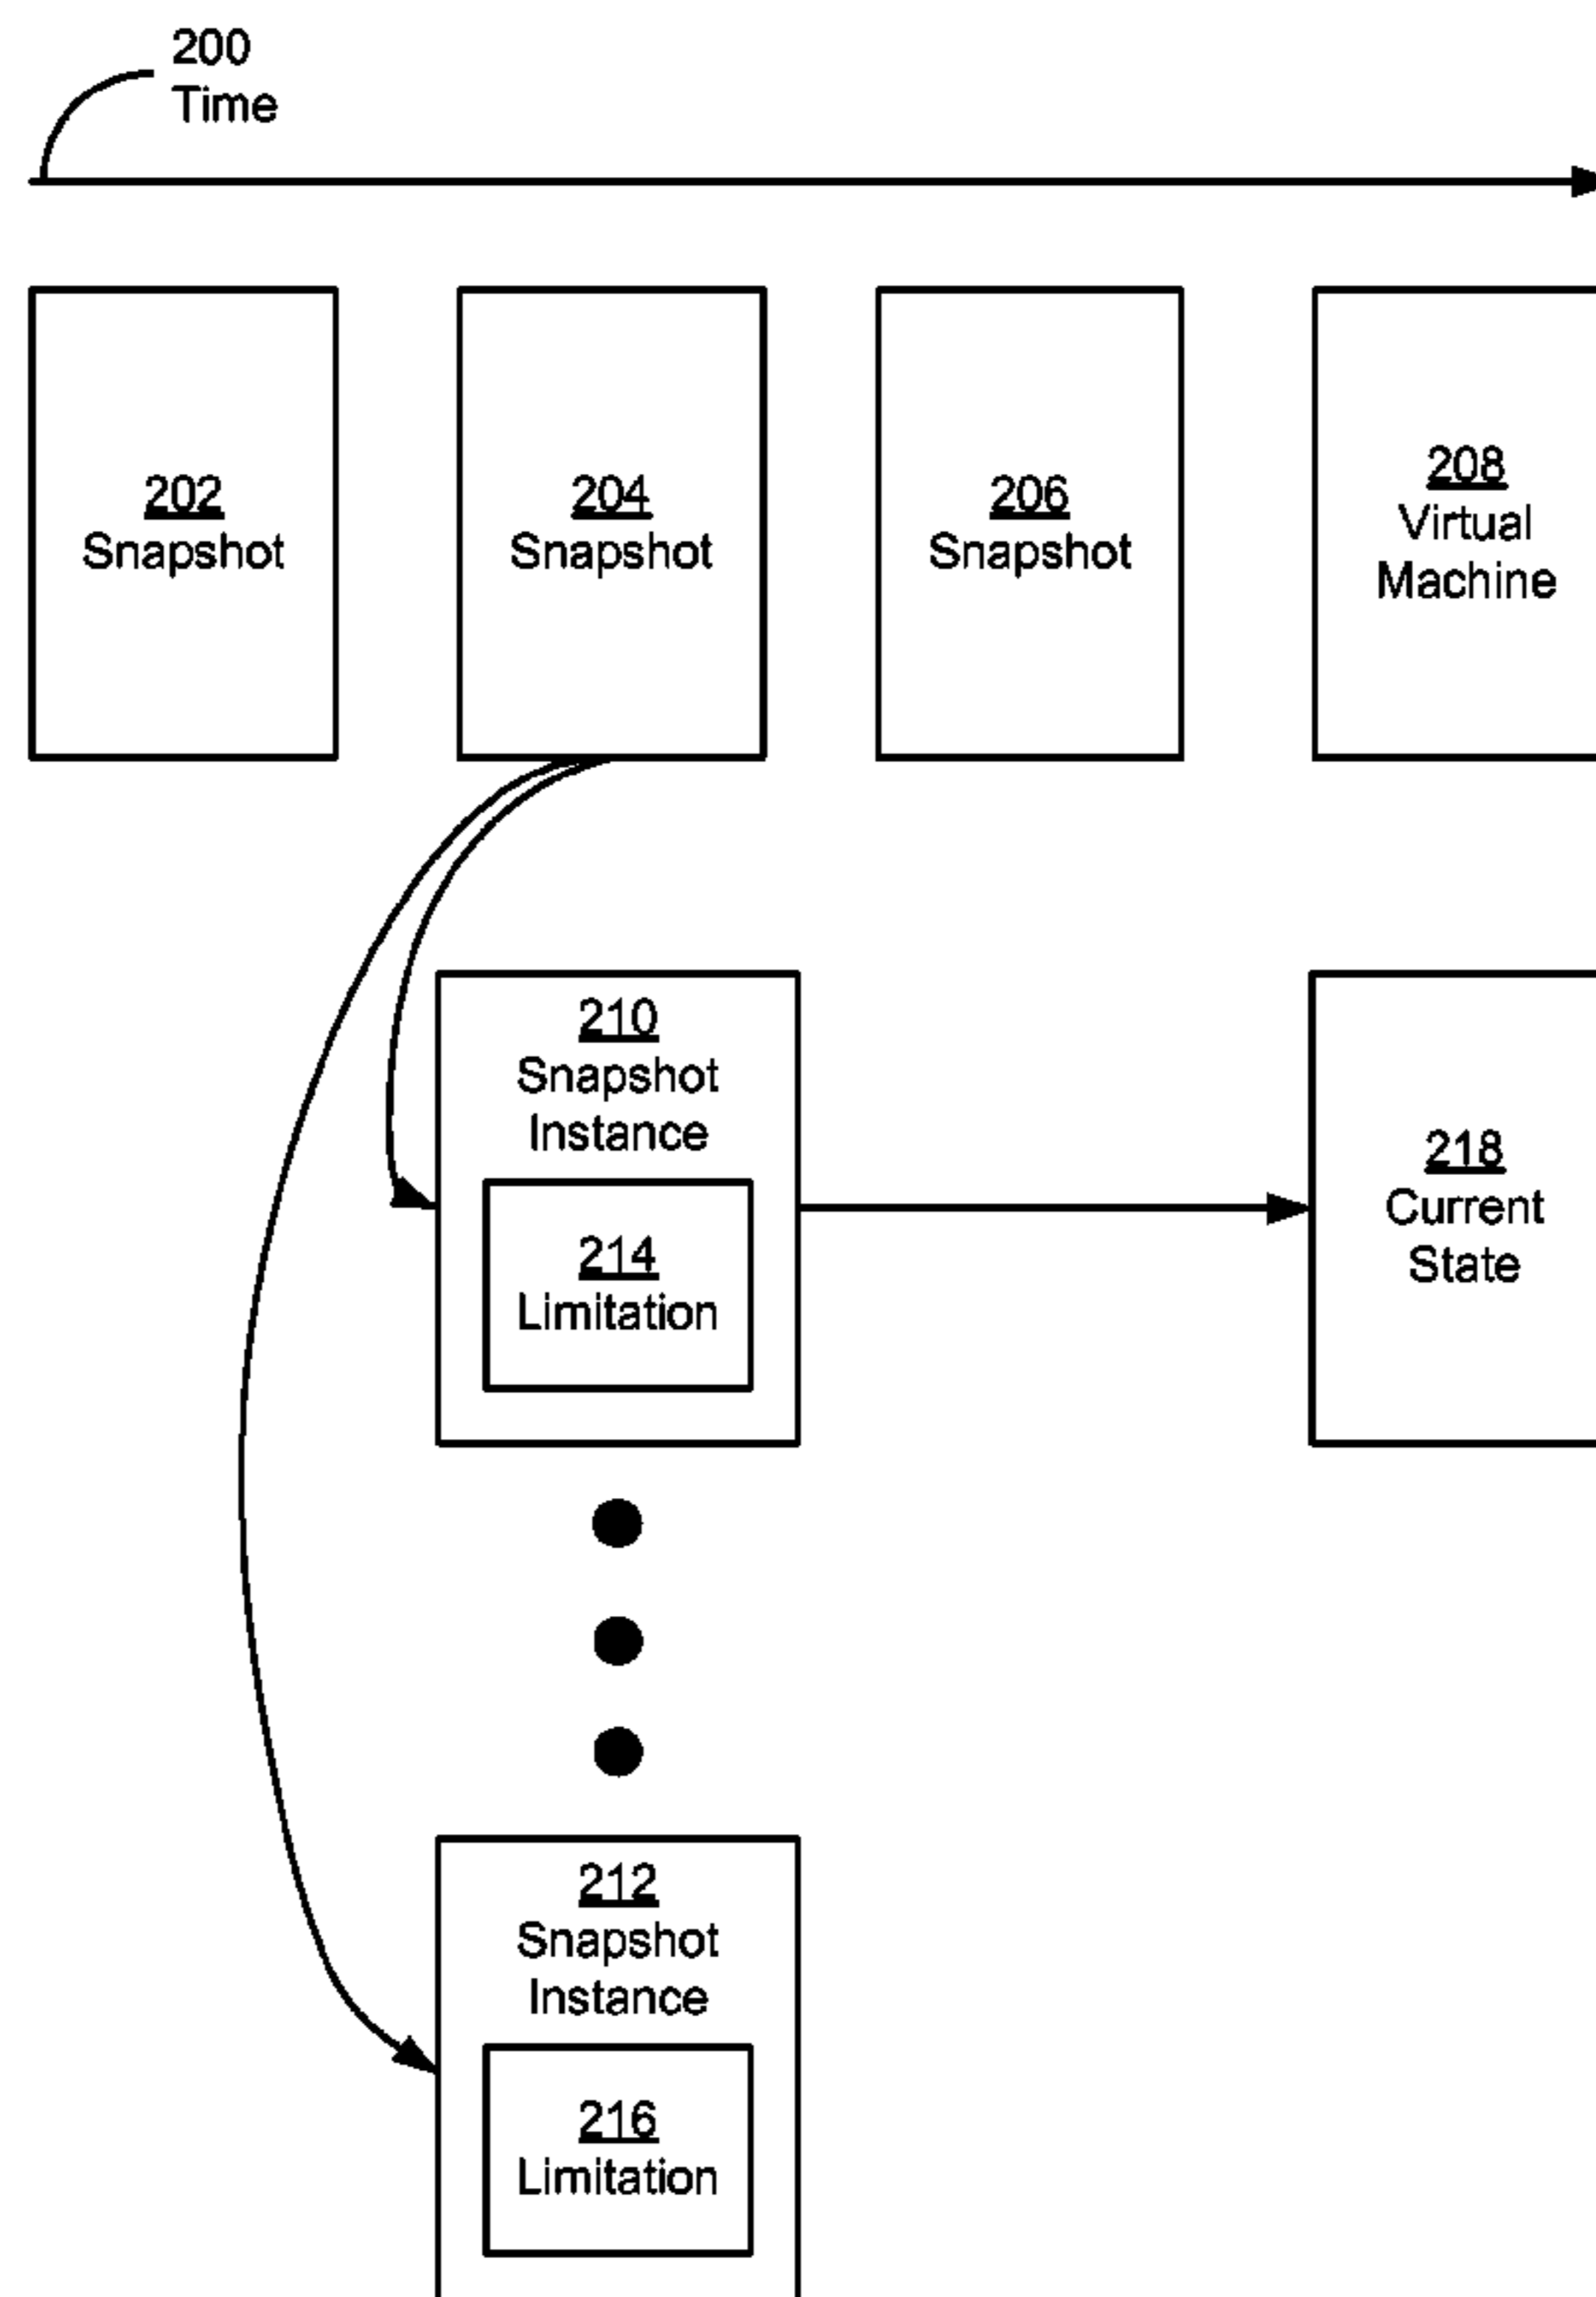 200
Time
202
Snapshot
204
Snapshot
206
Snapshot
208
Virtual
Machine
210
Snapshot
Instance
214
Limitation
218
Current
State
212
Snapshot
Instance
216
Limitation